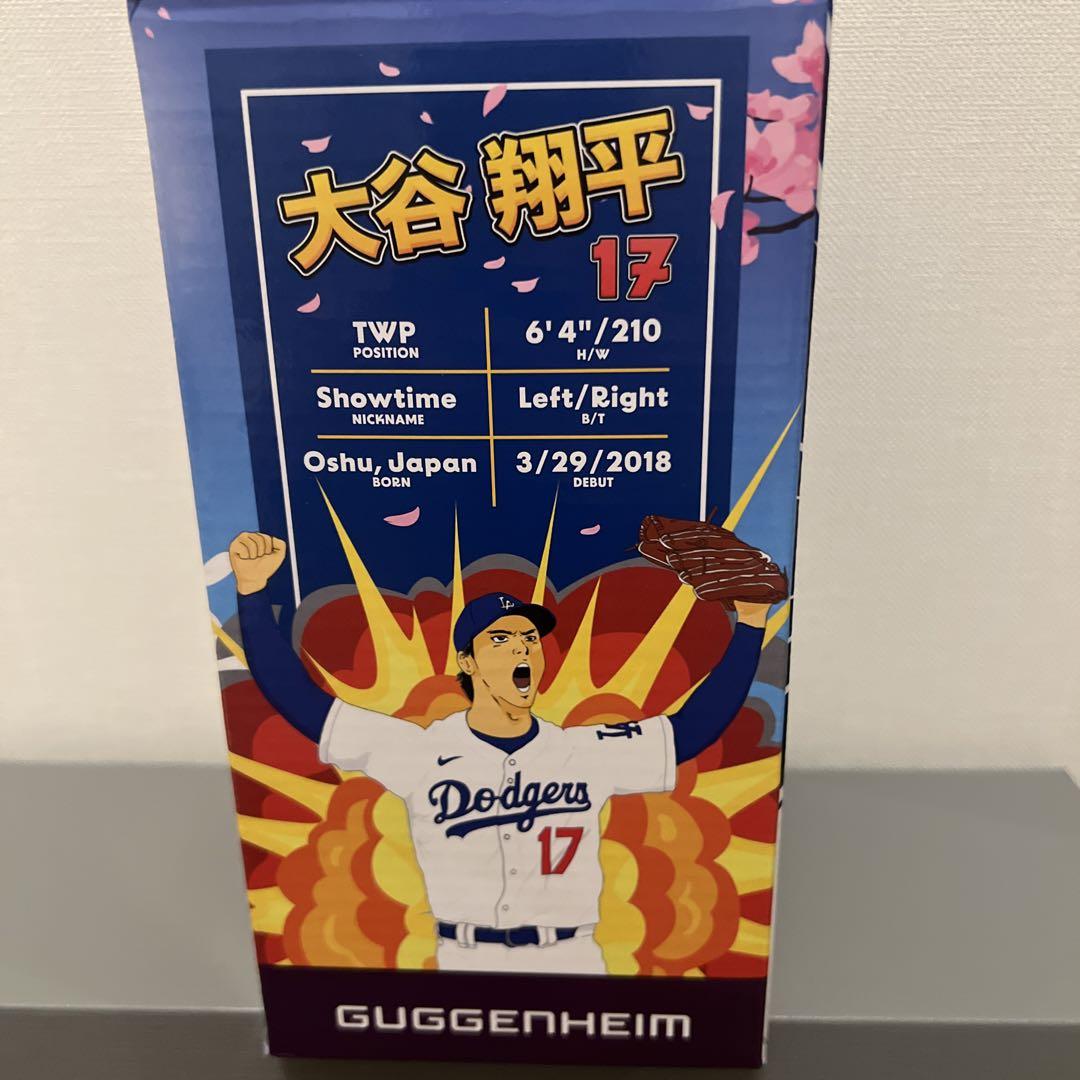 大谷 翔平
17
TWP
POSITION
6'4"/210
H/W
Showtime
NICKNAME
Left/Right
B/T
Oshu, Japan
BORN
3/29/2018
DEBUT
LA
Dodgers
17
GUGGENHEIM